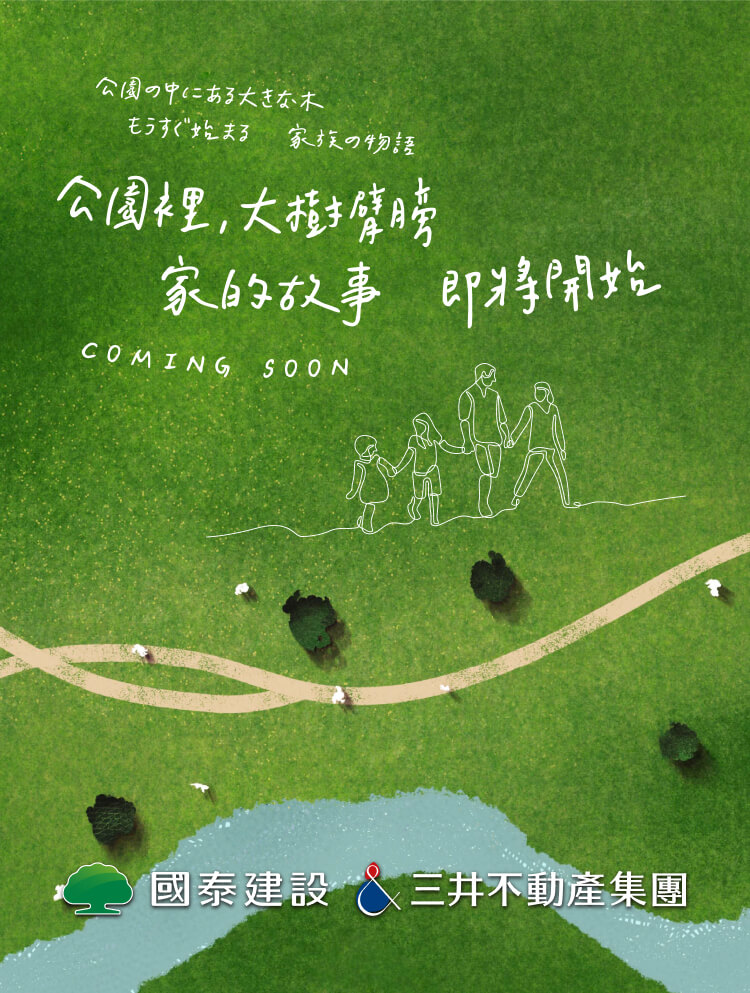 公園の中にある大きな木
もうすぐ始まる 家族の物語
公園裡,大樹臂膀
家的故事 即將開始
COMING SOON
國泰建設 三井不動產集團